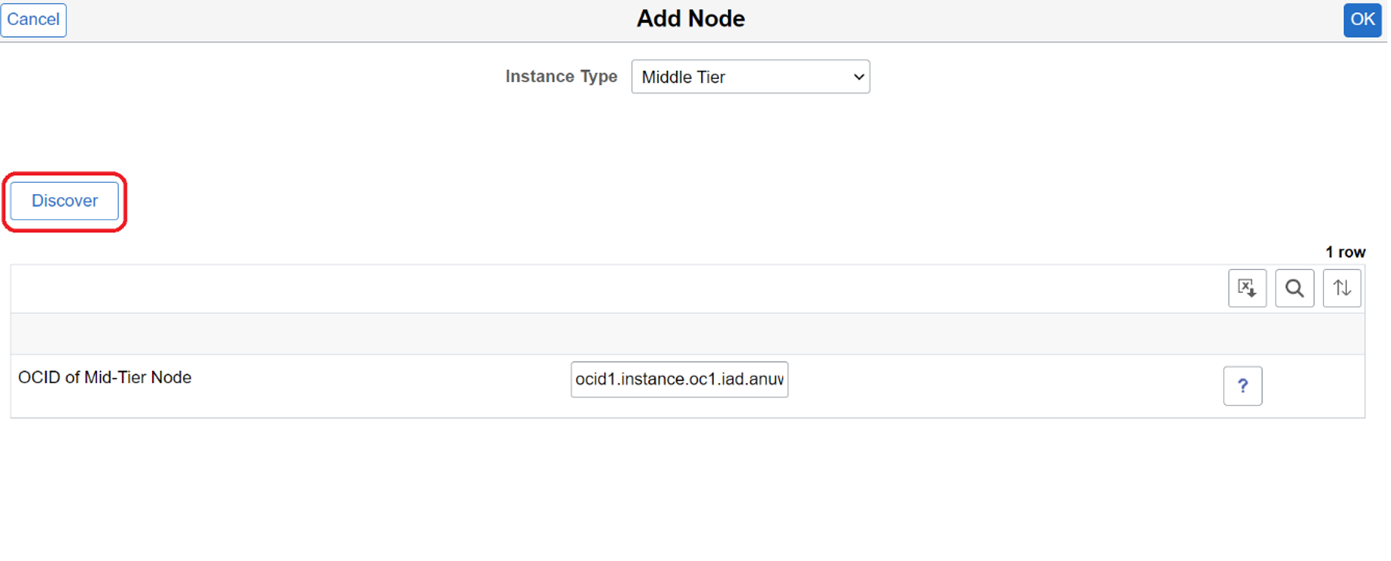 Cancel
Add Node
OK
Instance Type
Middle Tier
Discover
1 row
OCID of Mid-Tier Node
ocid1.instance.oc1.iad.anuw
?